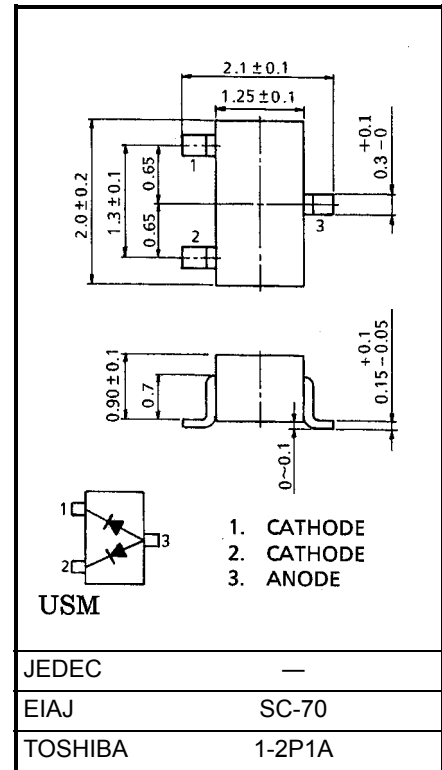 2.1±0.1
1.25±0.1
+0.1
0.3-0
2.0±0.2
1.3±0.1
0.65
0.65
1
2
3
0.90±0.1
0.7
+0.1
0.15-0.05
0~0.1
1
2
3
1. CATHODE
2. CATHODE
3. ANODE
USM
JEDEC —
EIAJ SC-70
TOSHIBA 1-2P1A